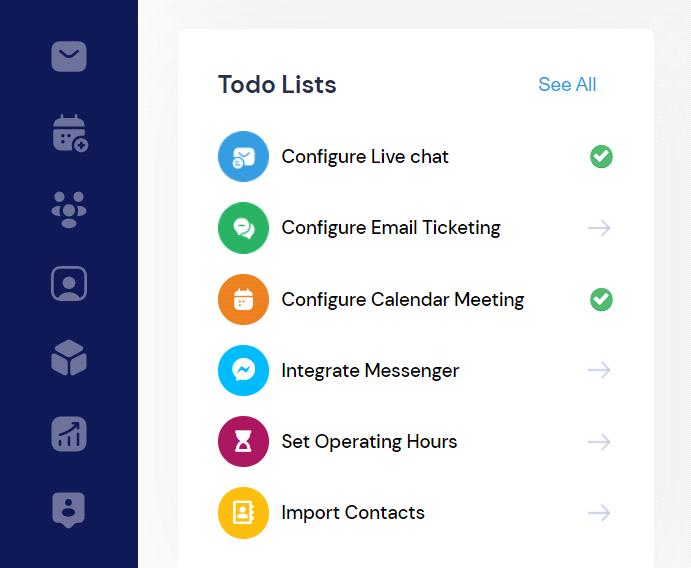 Todo Lists
See All
Configure Live chat
Configure Email Ticketing
Configure Calendar Meeting
Integrate Messenger
Set Operating Hours
Import Contacts